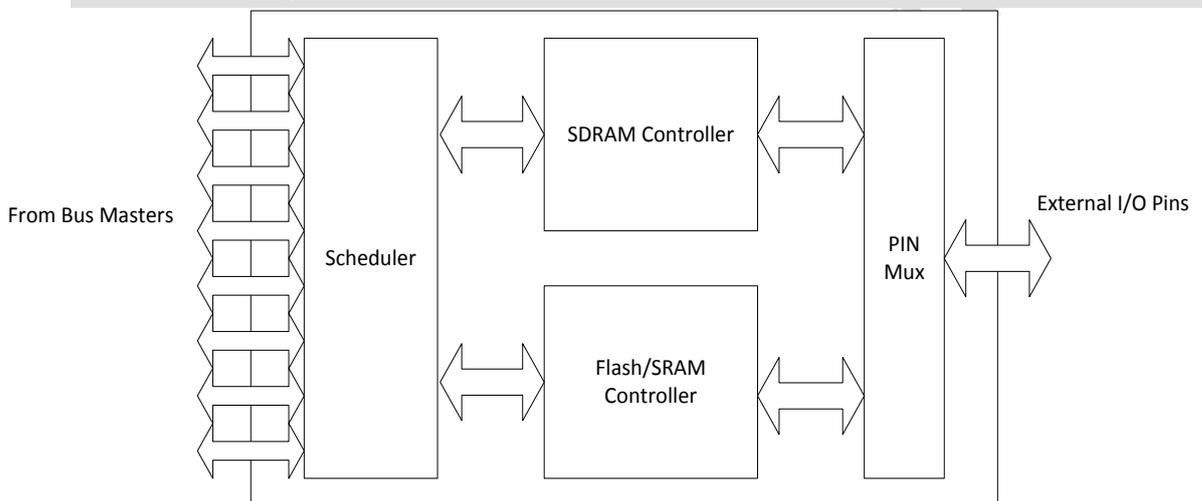 From Bus Masters
Scheduler
SDRAM Controller
Flash/SRAM
Controller
PIN
Mux
External I/O Pins